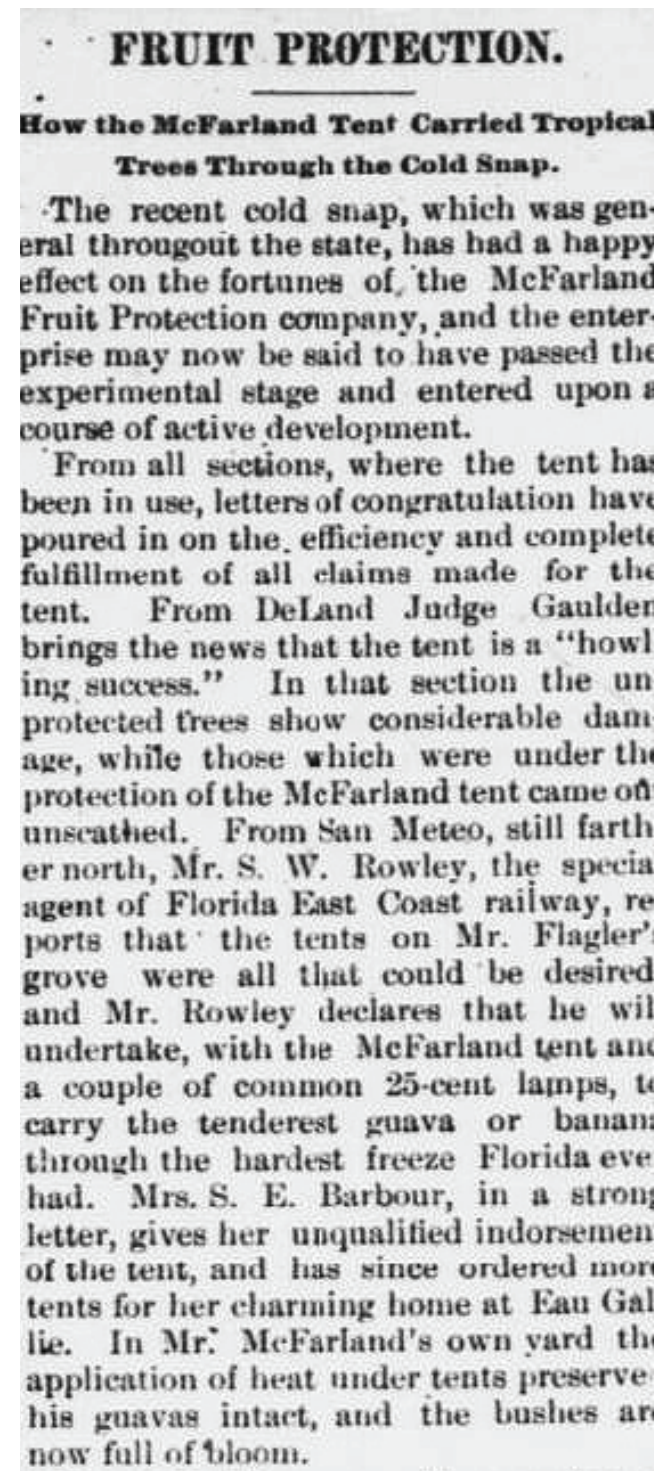 FRUIT PROTECTION.
How the McFarland Tent Carried Tropical
Trees Through the Cold Snap.
The recent cold snap, which was gen-
eral througout the state, has had a happy
effect on the fortunes of the McFarland
Fruit Protection company, and the enter-
prise may now be said to have passed the
experimental stage and entered upon a
course of active development.
From all sections, where the tent has
been in use, letters of congratulation have
poured in on the efficiency and complete
fulfillment of all claims made for the
tent. From DeLand Judge Gaulden
brings the news that the tent is a "howl
ing success." In that section the un
protected trees show considerable dam-
age, while those which were under the
protection of the McFarland tent came off
unscathed. From San Meteo, still farth
er north, Mr. S. W. Rowley, the specia
agent of Florida East Coast railway, re
ports that the tents on Mr. Flagler's
grove were all that could be desired
and Mr. Rowley declares that he wil
undertake, with the McFarland tent and
a couple of common 25-cent lamps, to
carry the tenderest guava or banana
through the hardest freeze Florida eve
had. Mrs. S. E. Barbour, in a strong
letter, gives her unqualified indorsemen
of the tent, and has since ordered more
tents for her charming home at Eau Gal
lie. In Mr. McFarland's own yard the
application of heat under tents preserve
his guavas intact, and the bushes are
now full of bloom.